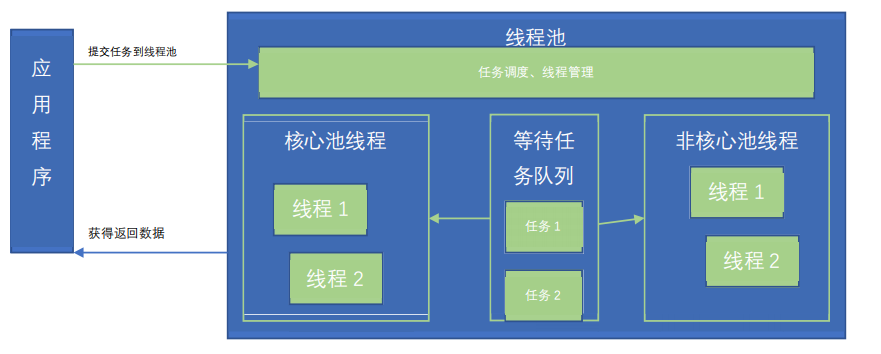 应
用
程
序
提交任务到线程池
获得返回数据
线程池
任务调度、线程管理
核心池线程
线程 1
线程 2
等待任
务队列
任务 1
任务 2
非核心池线程
线程 1
线程 2